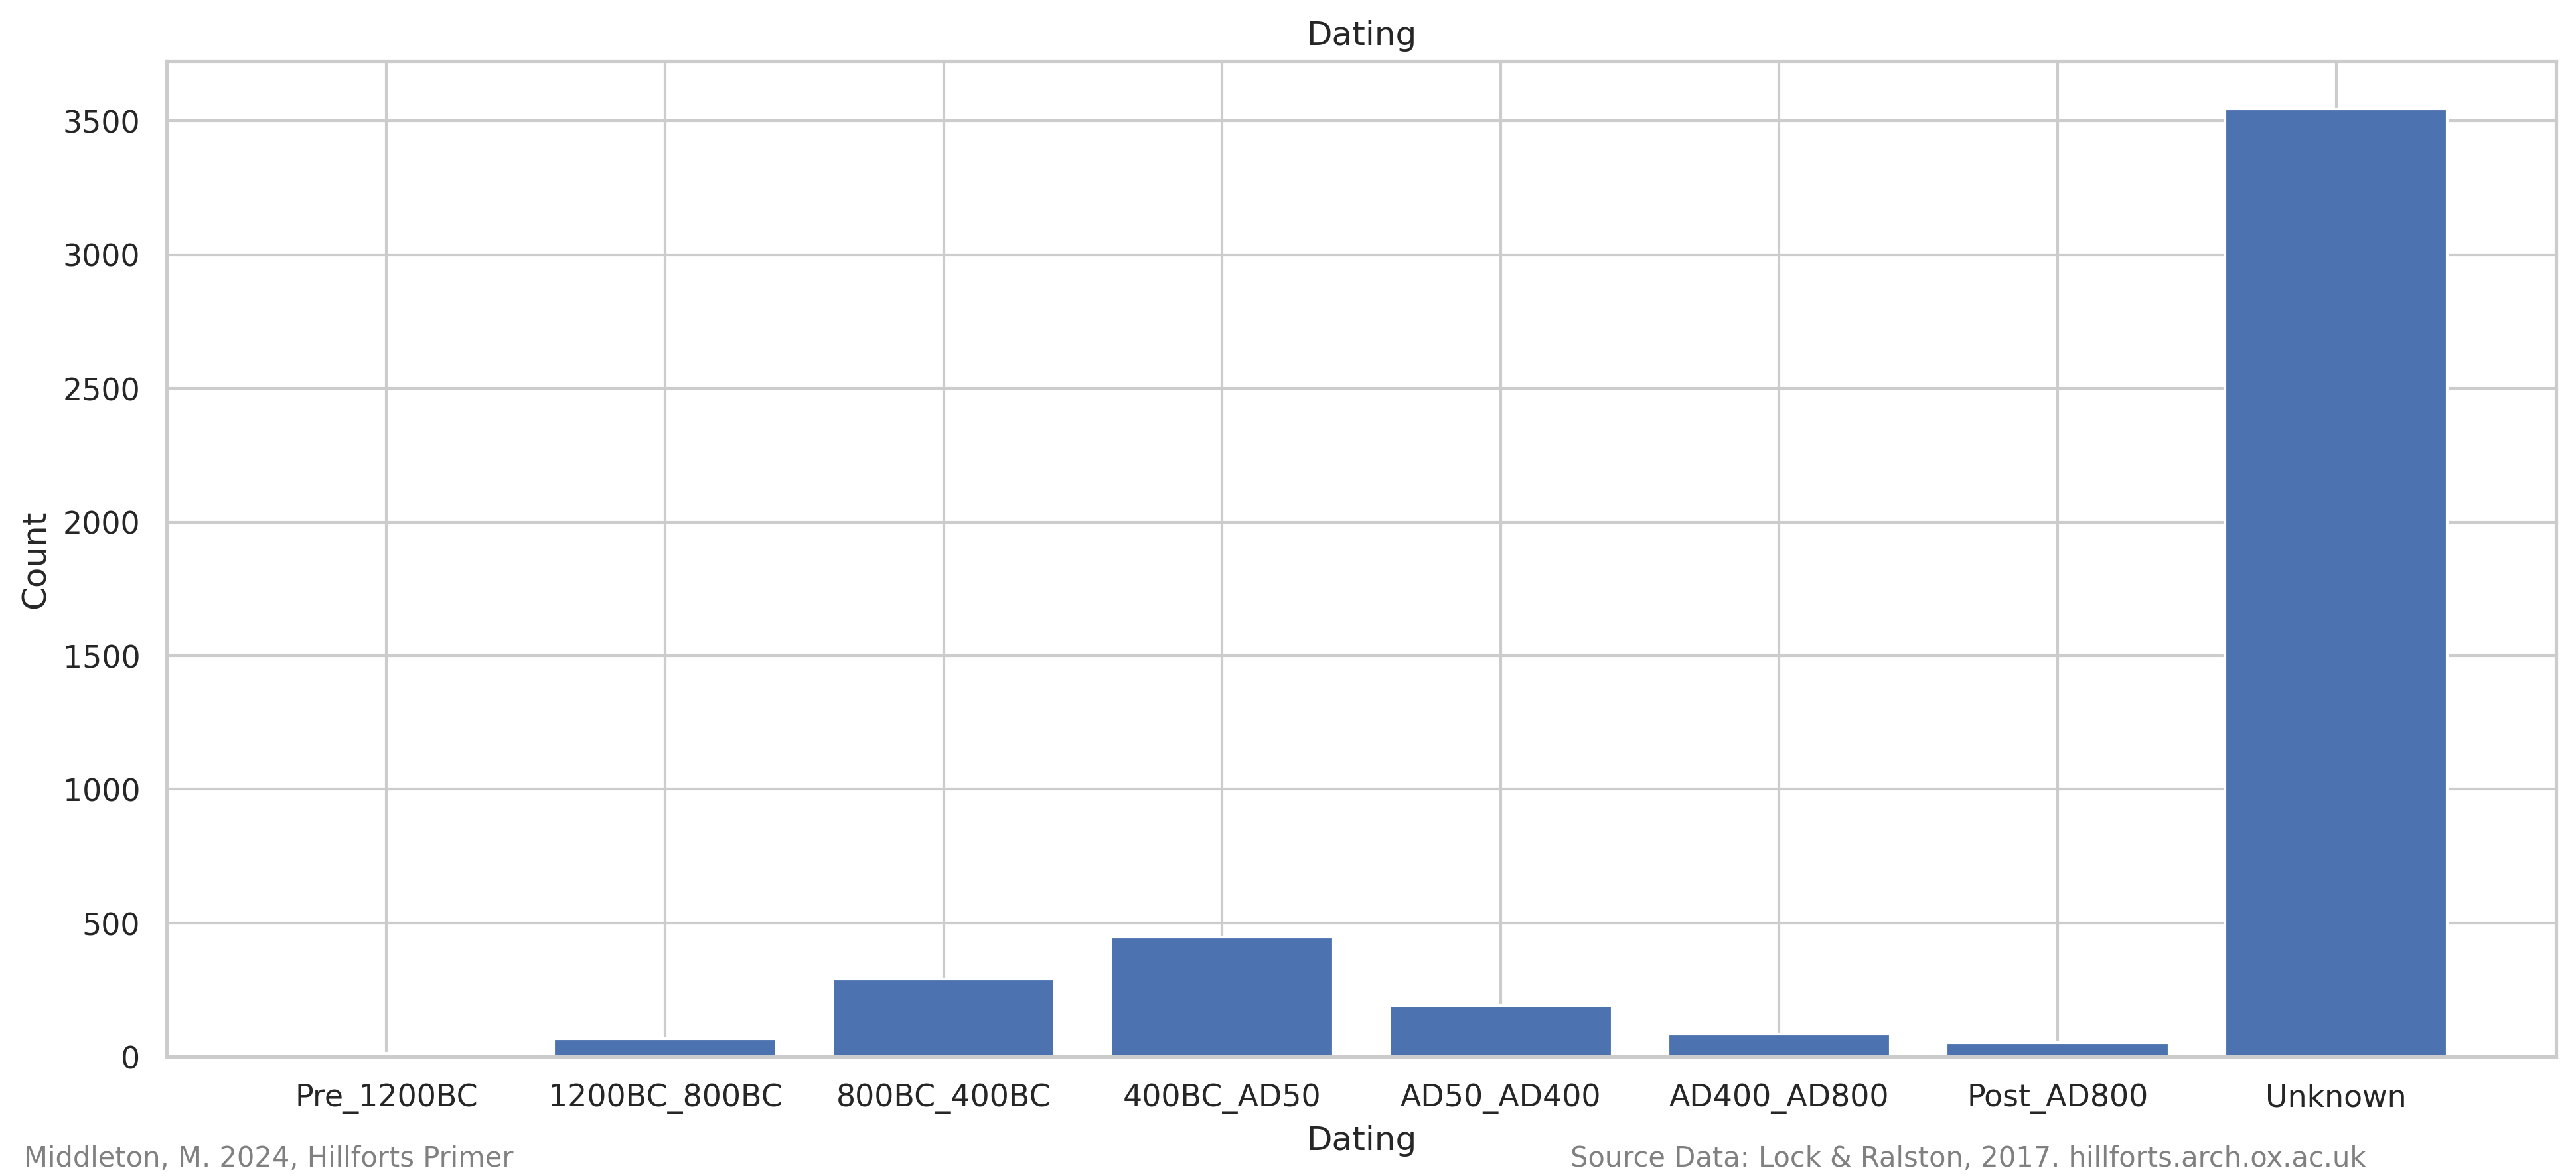 Dating
3500
3000
2500
2000
1500
1000
500
0
Count
Pre_1200BC 1200BC_800BC 800BC_400BC 400BC_AD50 AD50_AD400 AD400_AD800 Post_AD800 Unknown
Dating
Middleton, M. 2024, Hillforts Primer
Source Data: Lock & Ralston, 2017. hillforts.arch.ox.ac.uk